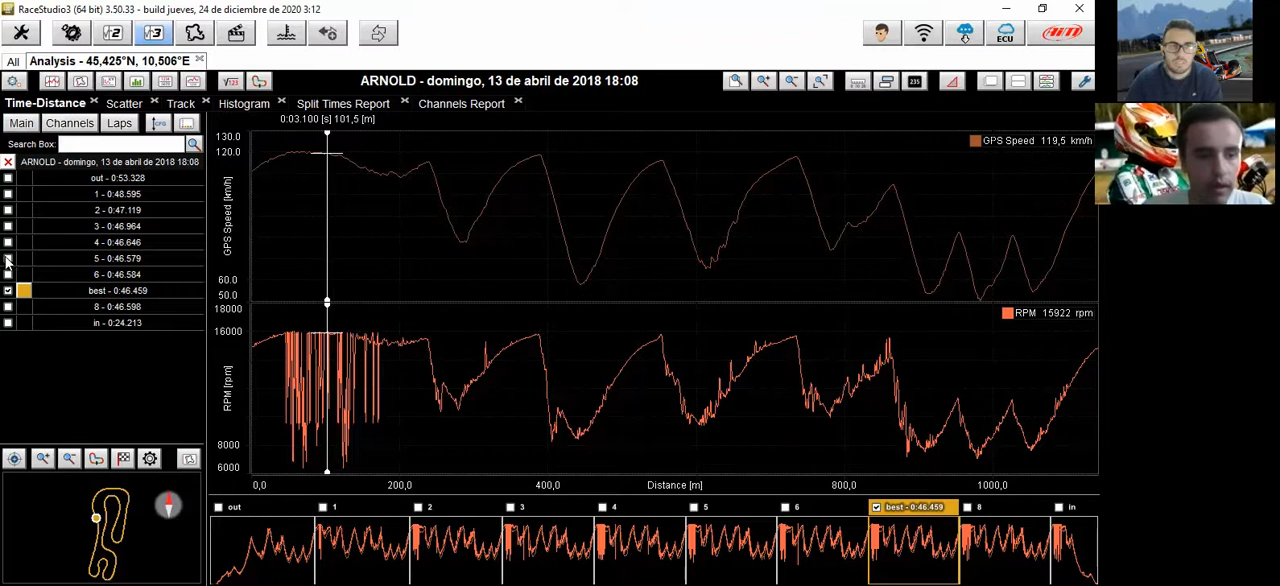 RaceStudio3 (64 bit) 3.50.33 - build jueves, 24 de diciembre de 2020 3:12
2
3
ECU
AiM
All
Analysis - 45,425°N, 10,506°E
ARNOLD - domingo, 13 de abril de 2018 18:08
235
Time-Distance
Scatter
Track
Histogram
Split Times Report
Channels Report
Main
Channels
Laps
CFG
0:03.100 [s] 101,5 [m]
Search Box:
ARNOLD - domingo, 13 de abril de 2018 18:08
out - 0:53.328
1 - 0:48.595
2 - 0:47.119
3 - 0:46.964
4 - 0:46.646
5 - 0:46.579
6 - 0:46.584
best - 0:46.459
8 - 0:46.598
in - 0:24.213
130.0
120.0
60.0
50.0
GPS Speed [km/h]
GPS Speed 119,5 km/h
18000
16000
8000
6000
RPM [rpm]
RPM 15922 rpm
0,0
200,0
400,0
Distance [m]
800,0
1000,0
out
1
2
3
4
5
6
best - 0:46.459
8
in